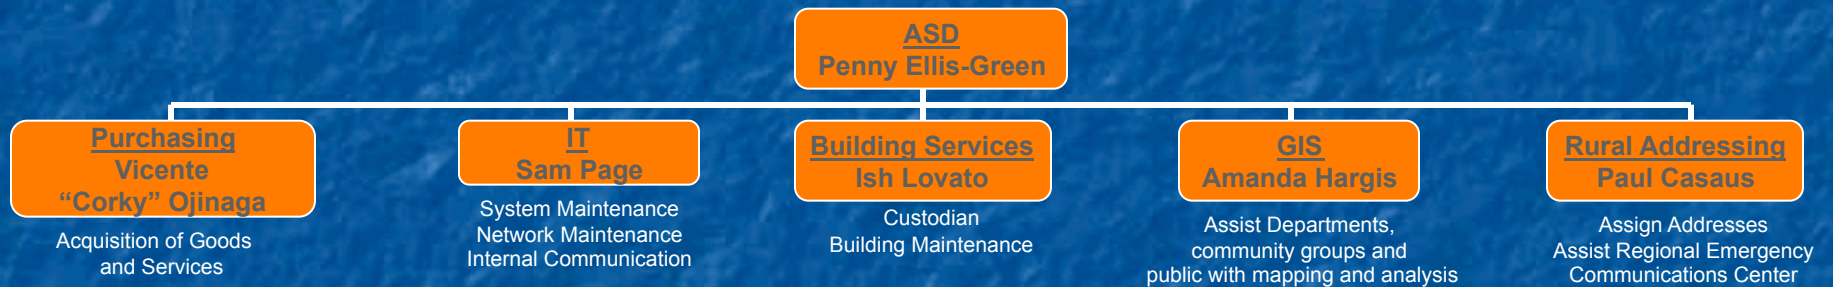 ASD
Penny Ellis-Green
Purchasing
Vicente
“Corky” Ojinaga
Acquisition of Goods
and Services
IT
Sam Page
System Maintenance
Network Maintenance
Internal Communication
Building Services
Ish Lovato
Custodian
Building Maintenance
GIS
Amanda Hargis
Assist Departments,
community groups and
public with mapping and analysis
Rural Addressing
Paul Casaus
Assign Addresses
Assist Regional Emergency
Communications Center